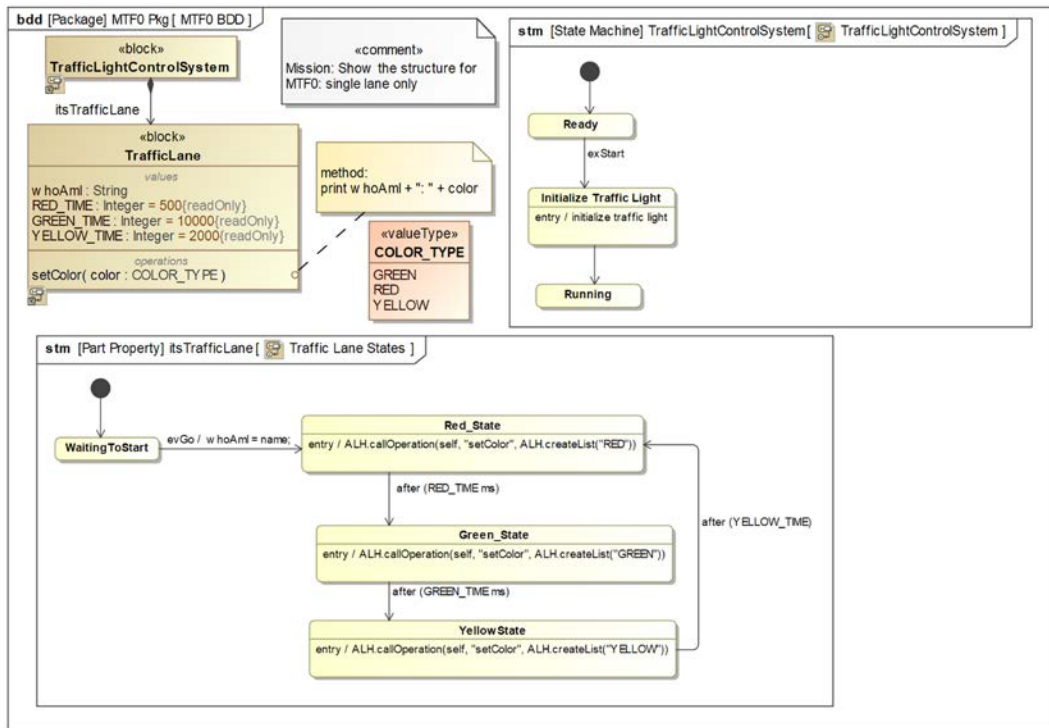 bdd [Package] MTF0 Pkg [ MTF0 BDD ]
«block»
TrafficLightControlSystem
itsTrafficLane
«block»
TrafficLane
values
whoAmI : String
RED_TIME : Integer = 500{readOnly}
GREEN_TIME : Integer = 10000{readOnly}
YELLOW_TIME : Integer = 2000{readOnly}
operations
setColor( color : COLOR_TYPE )
«comment»
Mission: Show the structure for
MTF0: single lane only
method:
print whoAmI + ": " + color
«valueType»
COLOR_TYPE
GREEN
RED
YELLOW
stm [State Machine] TrafficLightControlSystem[ TrafficLightControlSystem ]
Ready
exStart
Initialize Traffic Light
entry / initialize traffic light
Running
stm [Part Property] itsTrafficLane[ Traffic Lane States ]
WaitingToStart
evGo / whoAmI = name;
Red_State
entry / ALH.callOperation(self, "setColor", ALH.createList("RED"))
after (RED_TIME ms)
Green_State
entry / ALH.callOperation(self, "setColor", ALH.createList("GREEN"))
after (GREEN_TIME ms)
YellowState
entry / ALH.callOperation(self, "setColor", ALH.createList("YELLOW"))
after (YELLOW_TIME)